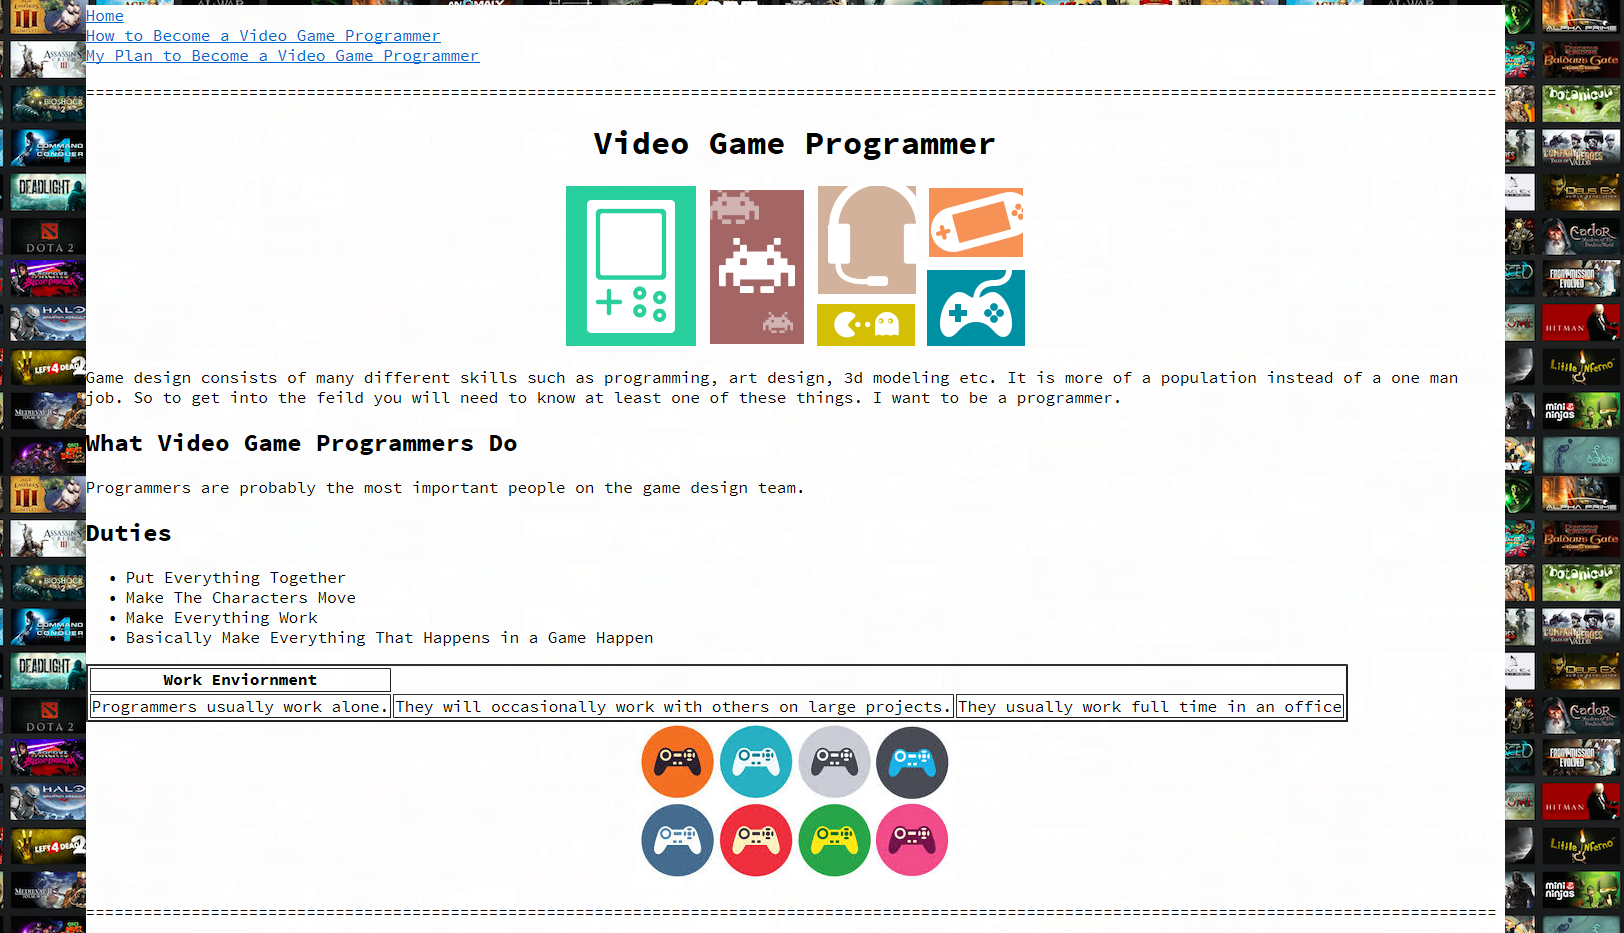 Home
How to Become a Video Game Programmer
My Plan to Become a Video Game Programmer
===================================================================================================================================================
Video Game Programmer
Game design consists of many different skills such as programming, art design, 3d modeling etc. It is more of a population instead of a one man
job. So to get into the feild you will need to know at least one of these things. I want to be a programmer.
What Video Game Programmers Do
Programmers are probably the most important people on the game design team.
Duties
• Put Everything Together
• Make The Characters Move
• Make Everything Work
• Basically Make Everything That Happens in a Game Happen
Work Enviornment
Programmers usually work alone. They will occasionally work with others on large projects. They usually work full time in an office
===================================================================================================================================================
III
ASSASSINS
III
BIOSHOCK
2
COMMAND
CONQUER
4
DEADLIGHT
DOTA 2
BLOOD DRAGON
HALO
LEFT 4 DEAD 2
MEDIEVAL II
ALPHA PRIME
Baldur's Gate
botanicula
COMPANY of HEROES
TALES OF VALOR
DEUS EX
Eador
FRONT MISSION
EVOLVED
HITMAN
Little Inferno
mini
ninjas